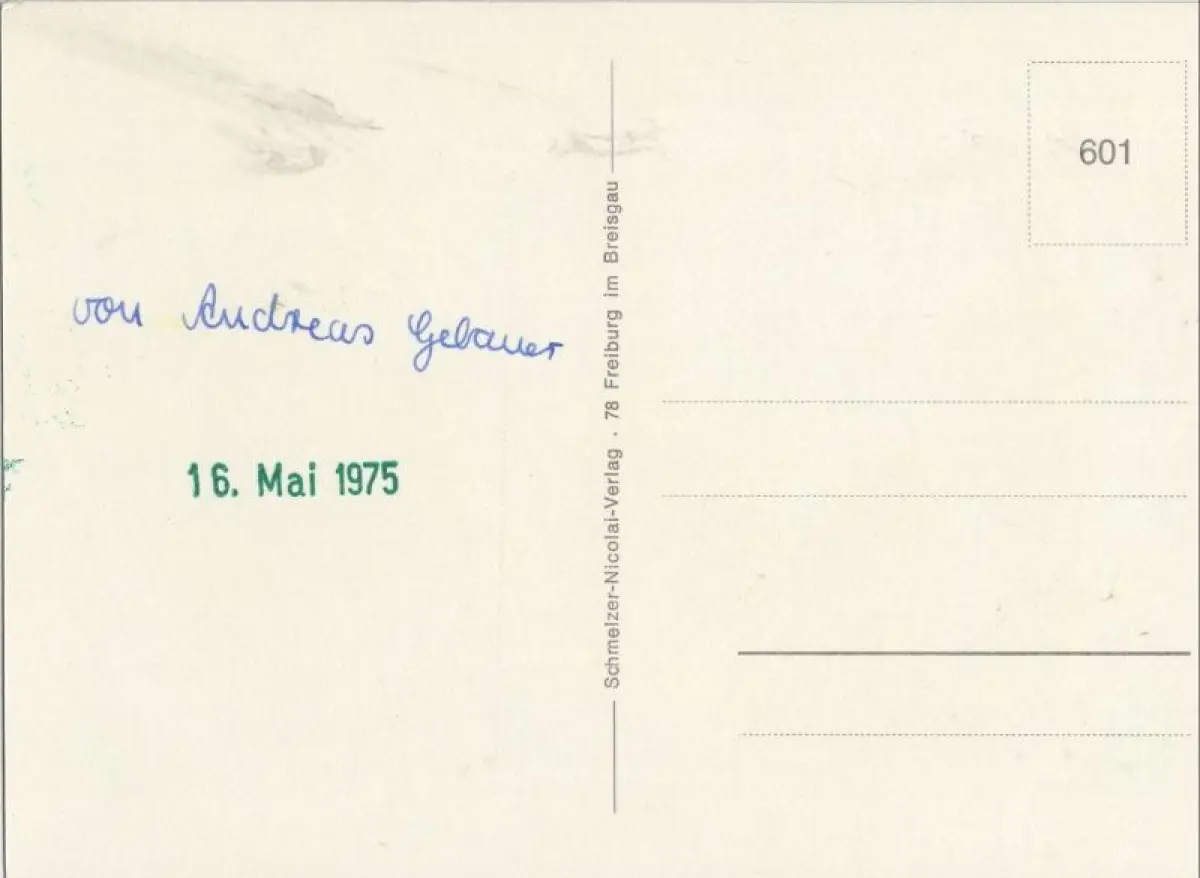 von Andreas Gebauer
16. Mai 1975
Schmelzer-Nicolai-Verlag · 78 Freiburg im Breisgau
601